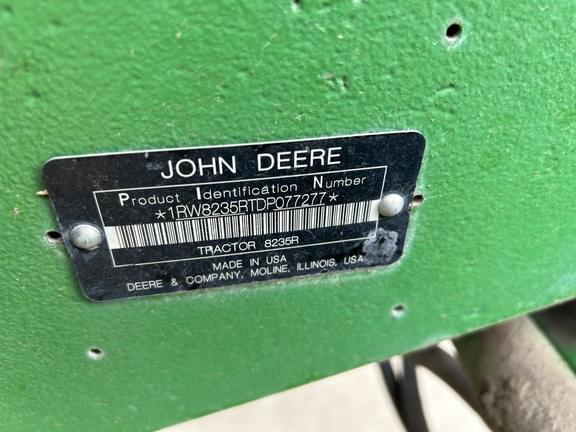 JOHN DEERE
Product Identification Number
*1RW8235RTDP077277*
TRACTOR 8235R
MADE IN USA
DEERE & COMPANY, MOLINE, ILLINOIS, USA